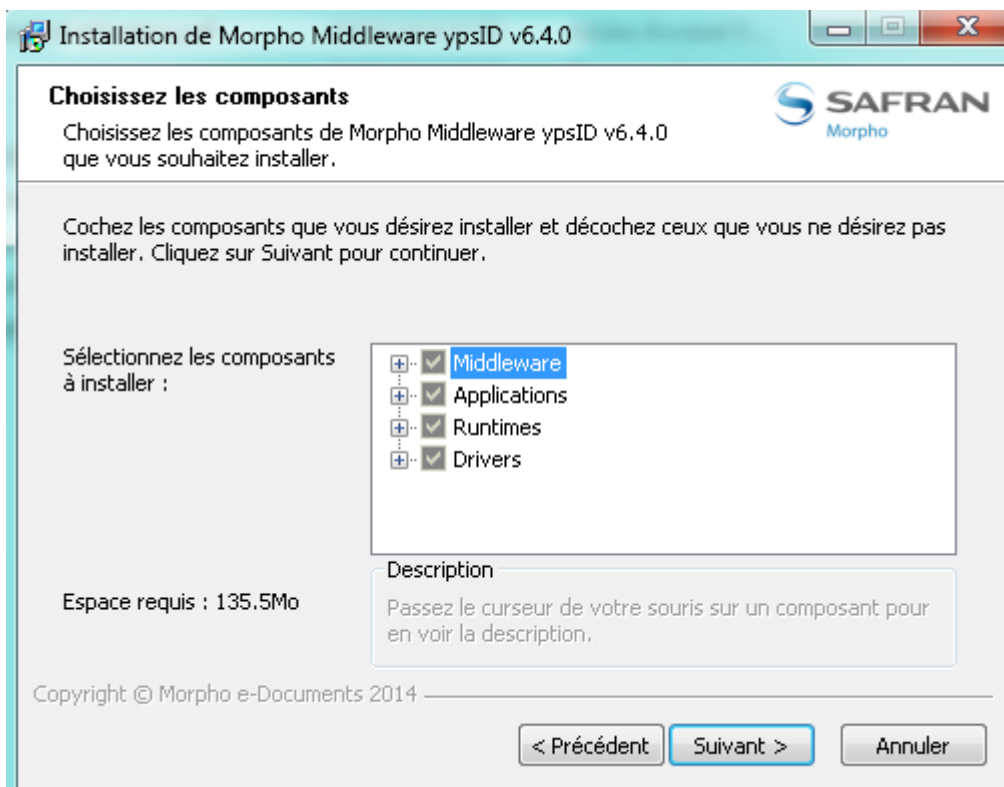 Installation de Morpho Middleware ypsID v6.4.0
Choisissez les composants
Choisissez les composants de Morpho Middleware ypsID v6.4.0
que vous souhaitez installer.
SAFRAN
Morpho
Cochez les composants que vous désirez installer et décochez ceux que vous ne désirez pas
installer. Cliquez sur Suivant pour continuer.
Sélectionnez les composants
à installer :
Middleware
Applications
Runtimes
Drivers
Espace requis : 135.5Mo
Description
Passez le curseur de votre souris sur un composant pour
en voir la description.
Copyright © Morpho e-Documents 2014
< Précédent
Suivant >
Annuler